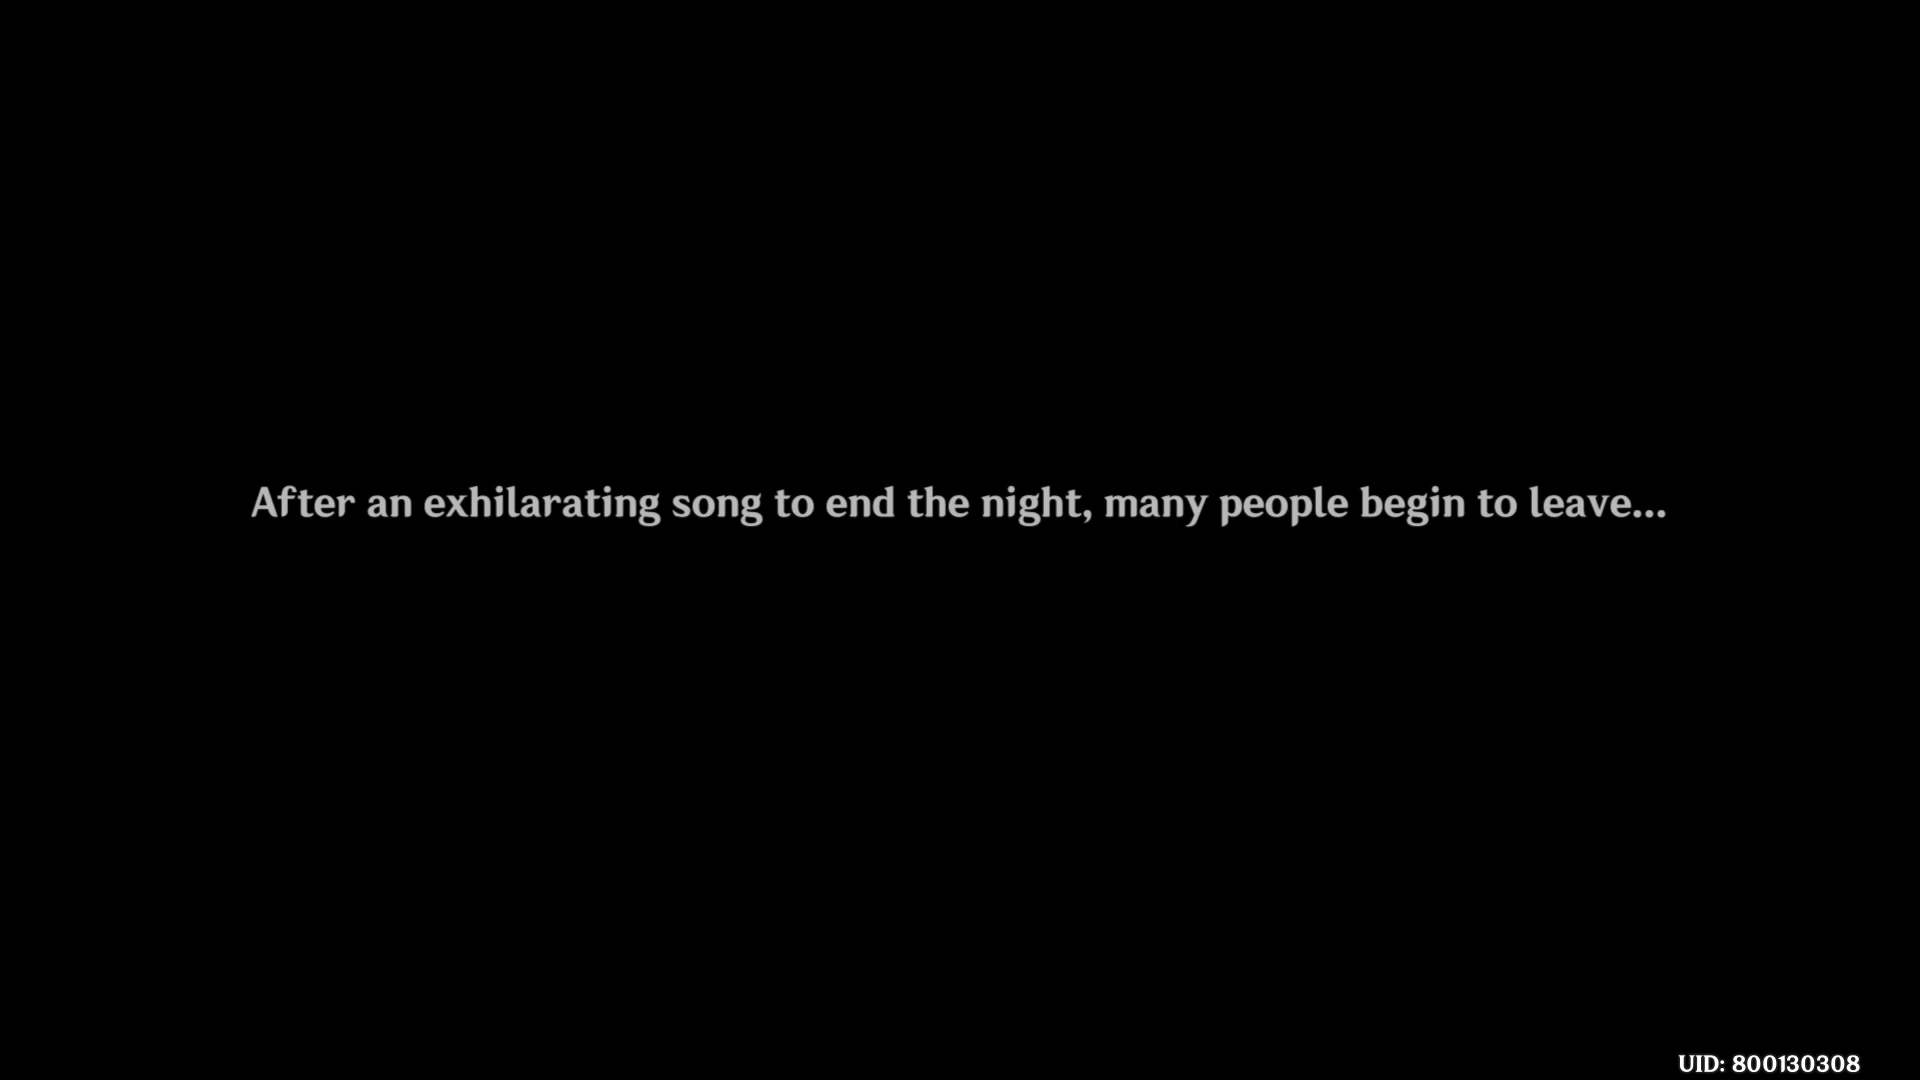 After an exhilarating song to end the night, many people begin to leave...
UID: 800130308